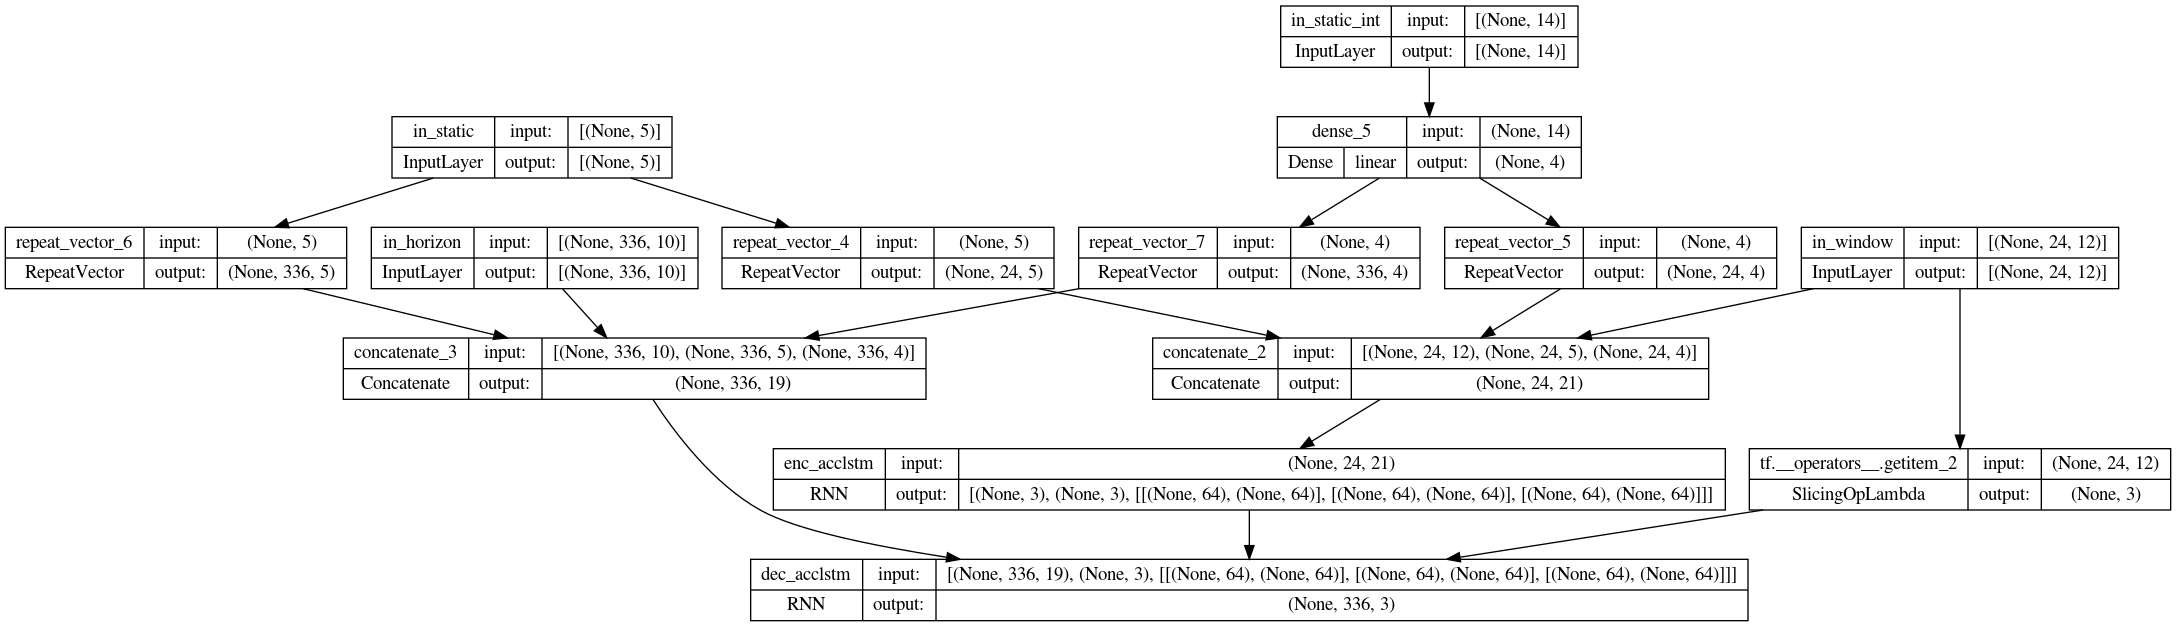 in_static_int input: [(None, 14)]
InputLayer output: [(None, 14)]
in_static input: [(None, 5)]
InputLayer output: [(None, 5)]
dense_5 input: (None, 14)
Dense linear output: (None, 4)
repeat_vector_6 input: (None, 5)
RepeatVector output: (None, 336, 5)
in_horizon input: [(None, 336, 10)]
InputLayer output: [(None, 336, 10)]
repeat_vector_4 input: (None, 5)
RepeatVector output: (None, 24, 5)
repeat_vector_7 input: (None, 4)
RepeatVector output: (None, 336, 4)
repeat_vector_5 input: (None, 4)
RepeatVector output: (None, 24, 4)
in_window input: [(None, 24, 12)]
InputLayer output: [(None, 24, 12)]
concatenate_3 input: [(None, 336, 10), (None, 336, 5), (None, 336, 4)]
Concatenate output: (None, 336, 19)
concatenate_2 input: [(None, 24, 12), (None, 24, 5), (None, 24, 4)]
Concatenate output: (None, 24, 21)
enc_acclstm input: (None, 24, 21)
RNN output: [(None, 3), (None, 3), [[(None, 64), (None, 64)], [(None, 64), (None, 64)], [(None, 64), (None, 64)]]]
tf.__operators__.getitem_2 input: (None, 24, 12)
SlicingOpLambda output: (None, 3)
dec_acclstm input: [(None, 336, 19), (None, 3), [[(None, 64), (None, 64)], [(None, 64), (None, 64)], [(None, 64), (None, 64)]]]
RNN output: (None, 336, 3)